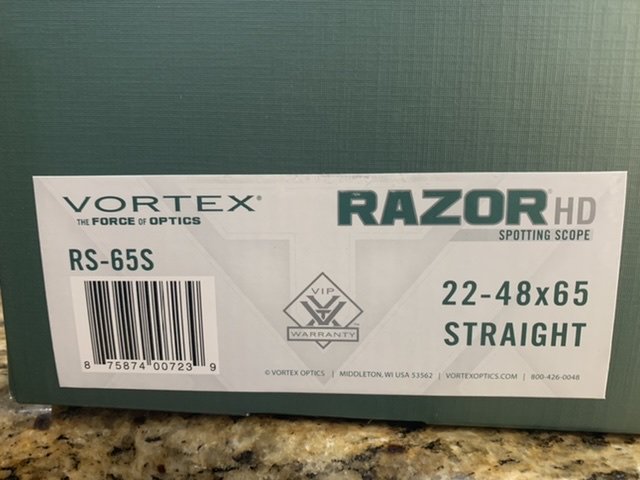 VORTEX®
THE FORCE OF OPTICS
RAZOR HD
SPOTTING SCOPE
RS-65S
8 75874 00723 9
VIP
WARRANTY™
22-48x65
STRAIGHT
© VORTEX OPTICS | MIDDLETON, WI USA 53562 | VORTEXOPTICS.COM | 800-426-0048